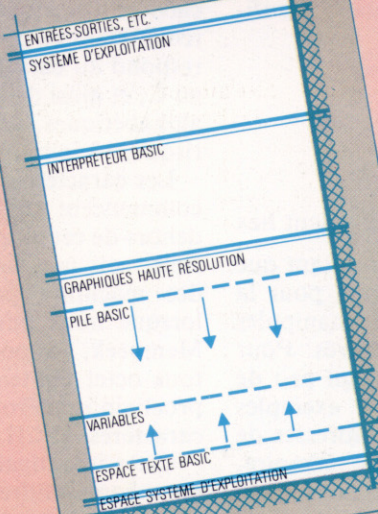 ENTRÉES-SORTIES, ETC.
SYSTÈME D'EXPLOITATION
INTERPRÉTEUR BASIC
GRAPHIQUES HAUTE RÉSOLUTION
PILE BASIC
VARIABLES
ESPACE TEXTE BASIC
ESPACE SYSTÈME D'EXPLOITATION